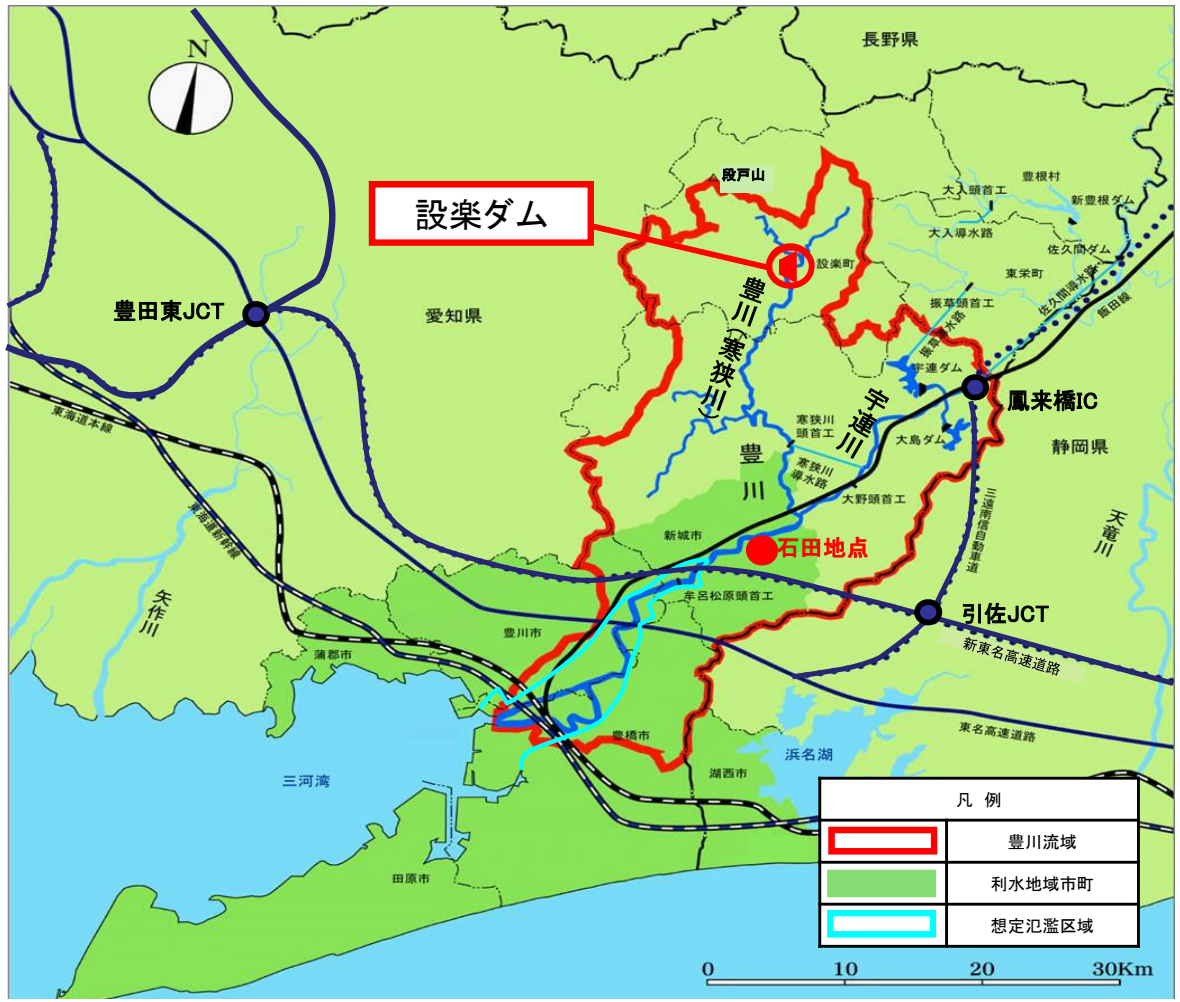 長野県
N
段戸山
豊根村
大入頭首工
新豊根ダム
大入導水路
設楽ダム
佐久間ダム
設楽町
東栄町
佐久間導水路
飯田線
豊田東JCT
愛知県
振草頭首工
振草導水路
豊川（寒狭川）
宇連ダム
鳳来橋IC
宇連川
東海道本線
寒狭川
頭首工
大島ダム
静岡県
豊川
寒狭川
導水路
大野頭首工
三遠南信自動車道
天竜川
東海道新幹線
新城市
石田地点
矢作川
牟呂松原頭首工
引佐JCT
豊川市
新東名高速道路
蒲郡市
東名高速道路
豊橋市
浜名湖
三河湾
湖西市
田原市
凡 例
豊川流域
利水地域市町
想定氾濫区域
0 10 20 30Km